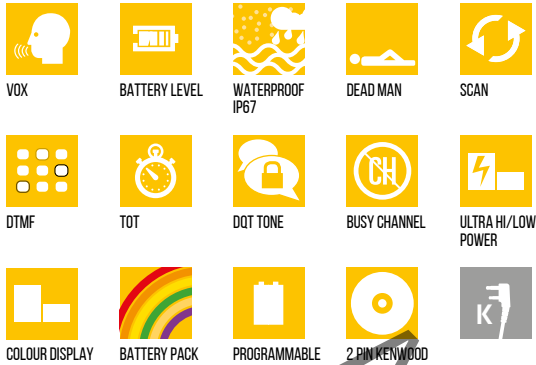 VOX
BATTERY LEVEL
WATERPROOF
IP67
DEAD MAN
SCAN
DTMF
TOT
DQT TONE
CH
BUSY CHANNEL
ULTRA HI/LOW
POWER
COLOUR DISPLAY
BATTERY PACK
PROGRAMMABLE
2 PIN KENWOOD
K